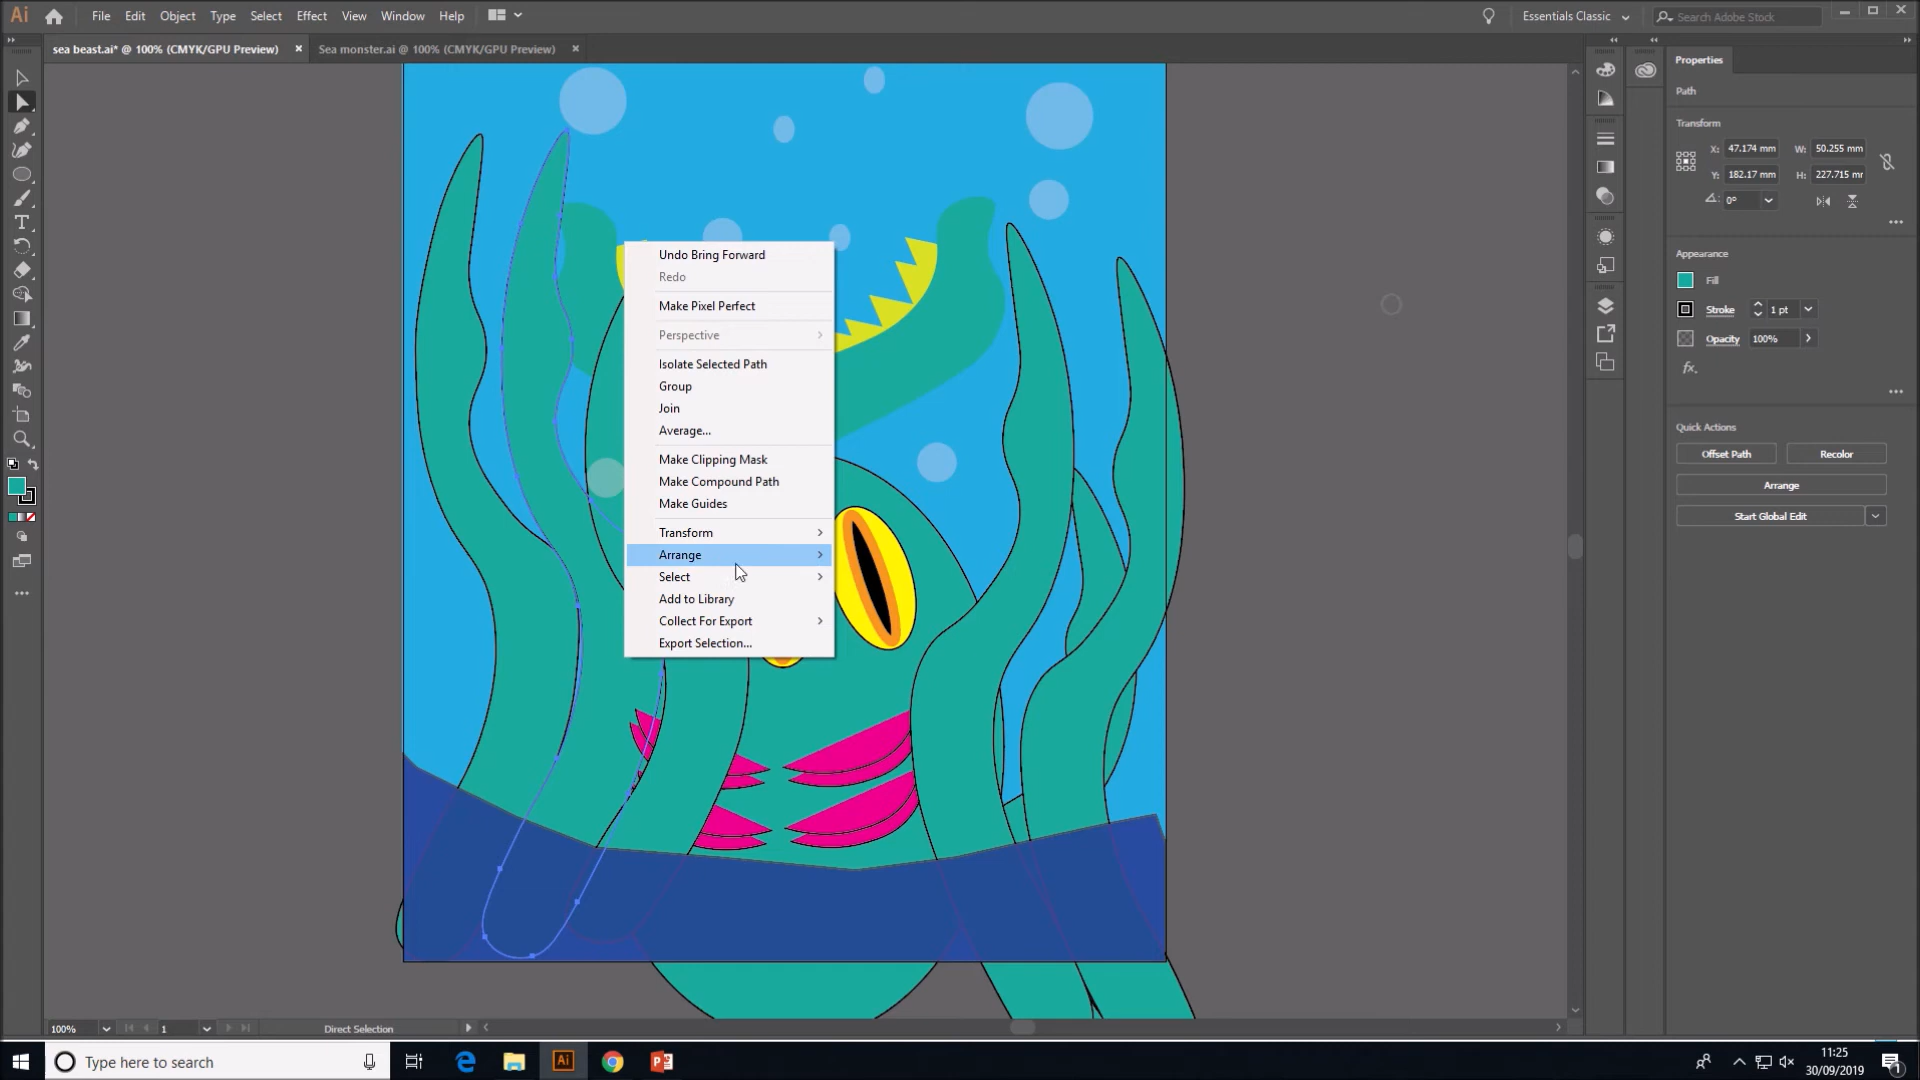 Ai File Edit Object Type Select Effect View Window Help Essentials Classic Search Adobe Stock
sea beast.ai* @ 100% (CMYK/GPU Preview) × Sea monster.ai @ 100% (CMYK/GPU Preview) ×
Properties
Path
Transform
X: 47.174 mm W: 50.255 mm
Y: 182.17 mm H: 227.715 mr
0°
Appearance
Fill
Stroke 1 pt
Opacity 100%
fx.
Quick Actions
Offset Path Recolor
Arrange
Start Global Edit
Undo Bring Forward
Redo
Make Pixel Perfect
Perspective
Isolate Selected Path
Group
Join
Average...
Make Clipping Mask
Make Compound Path
Make Guides
Transform
Arrange
Select
Add to Library
Collect For Export
Export Selection...
100% 1 Direct Selection
Type here to search
Ai
11:25
30/09/2019
1